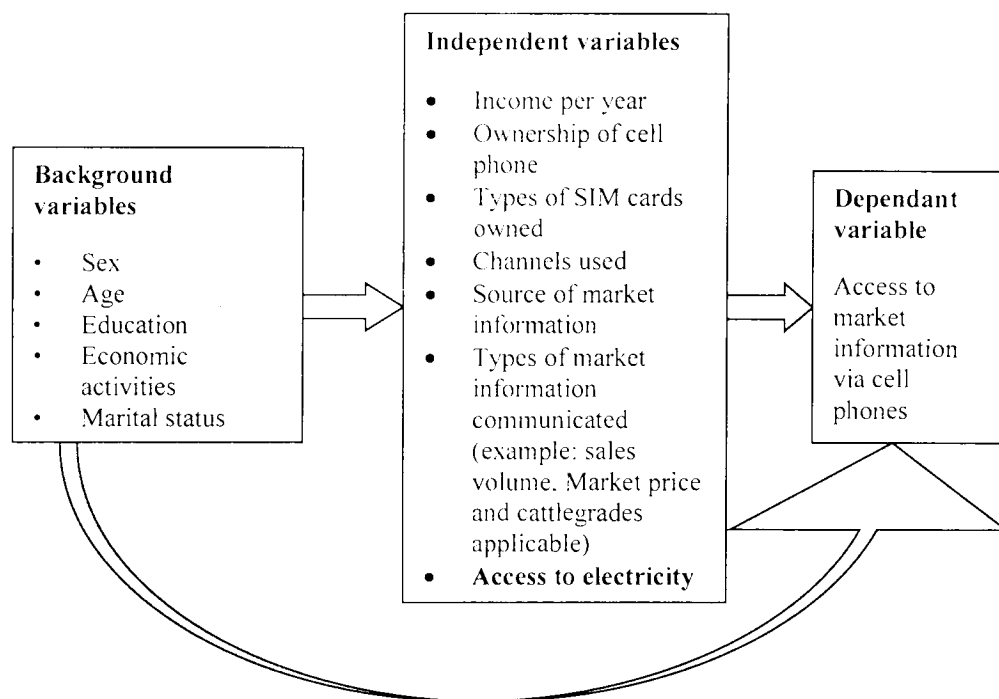 Background
variables
• Sex
• Age
• Education
• Economic
activities
• Marital status
Independent variables
• Income per year
• Ownership of cell
phone
• Types of SIM cards
owned
• Channels used
• Source of market
information
• Types of market
information
communicated
(example: sales
volume. Market price
and cattlegrades
applicable)
• Access to electricity
Dependant
variable
Access to
market
information
via cell
phones